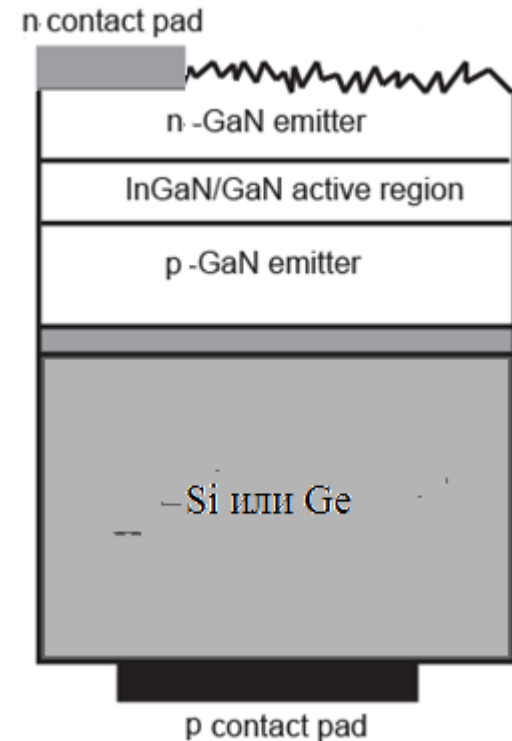 n contact pad
n -GaN emitter
InGaN/GaN active region
p -GaN emitter
Si или Ge
p contact pad